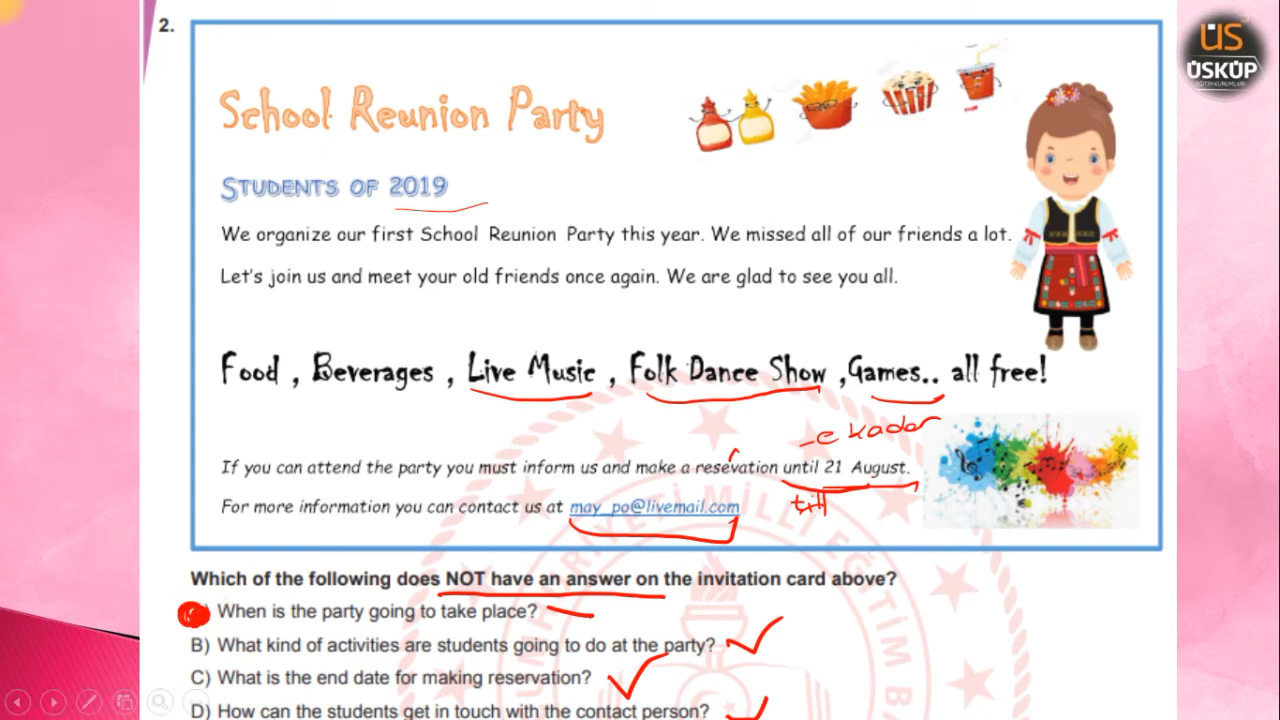 2.
ÜS
ÜSKÜP
EĞİTİM KURUMLARI
School Reunion Party
STUDENTS OF 2019
We organize our first School Reunion Party this year. We missed all of our friends a lot.
Let's join us and meet your old friends once again. We are glad to see you all.
Food , Beverages , Live Music , Folk Dance Show ,Games.. all free!
-e kadar
If you can attend the party you must inform us and make a resevation until 21 August.
r
For more information you can contact us at may_po@livemail.com
till
Which of the following does NOT have an answer on the invitation card above?
) When is the party going to take place?
B) What kind of activities are students going to do at the party?
C) What is the end date for making reservation?
D) How can the students get in touch with the contact person?